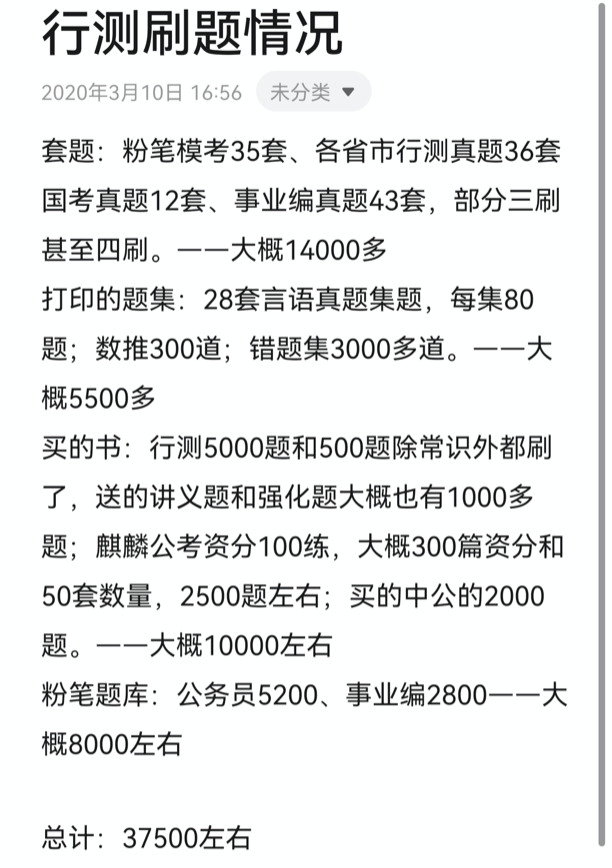 行测刷题情况
2020年3月10日 16:56 未分类
套题：粉笔模考35套、各省市行测真题36套
国考真题12套、事业编真题43套，部分三刷
甚至四刷。一一大概14000多
打印的题集：28套言语真题集题，每集80
题；数推300道；错题集3000多道。一一大
概5500多
买的书：行测5000题和500题除常识外都刷
了，送的讲义题和强化题大概也有1000多
题；麒麟公考资分100练，大概300篇资分和
50套数量，2500题左右；买的中公的2000
题。一一大概10000左右
粉笔题库：公务员5200、事业编2800一一大
概8000左右
总计：37500左右